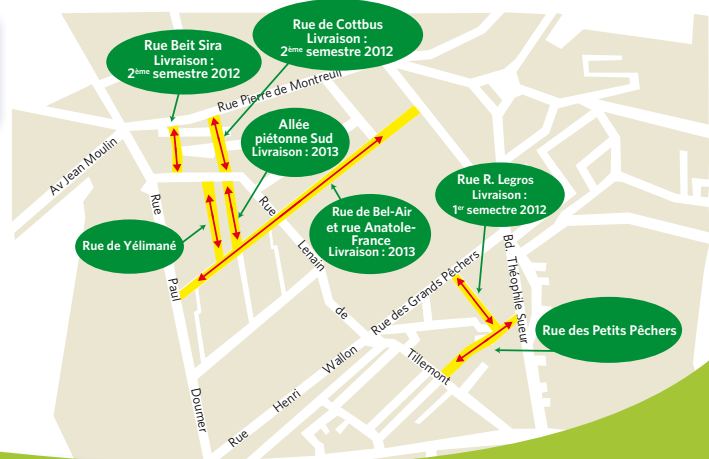 Rue de Cottbus
Livraison :
2ème semestre 2012
Rue Beit Sira
Livraison :
2ème semestre 2012
Rue Pierre de Montreuil
Allée
piétonne Sud
Livraison : 2013
Av Jean Moulin
Rue R. Legros
Livraison :
1er semectre 2012
Rue
Paul
Doumer
Rue
Lenain
de
Tillemont
Rue de Bel-Air
et rue Anatole-
France
Livraison : 2013
Rue de Yélimané
Rue des Grands Pêchers
Bd. Théophile Sueur
Rue des Petits Pêchers
Rue
Henri
Wallon